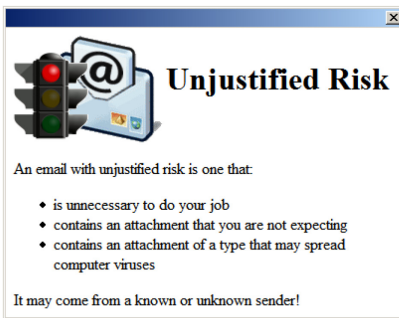 @
Unjustified Risk
An email with unjustified risk is one that:
• is unnecessary to do your job
• contains an attachment that you are not expecting
• contains an attachment of a type that may spread
computer viruses
It may come from a known or unknown sender!